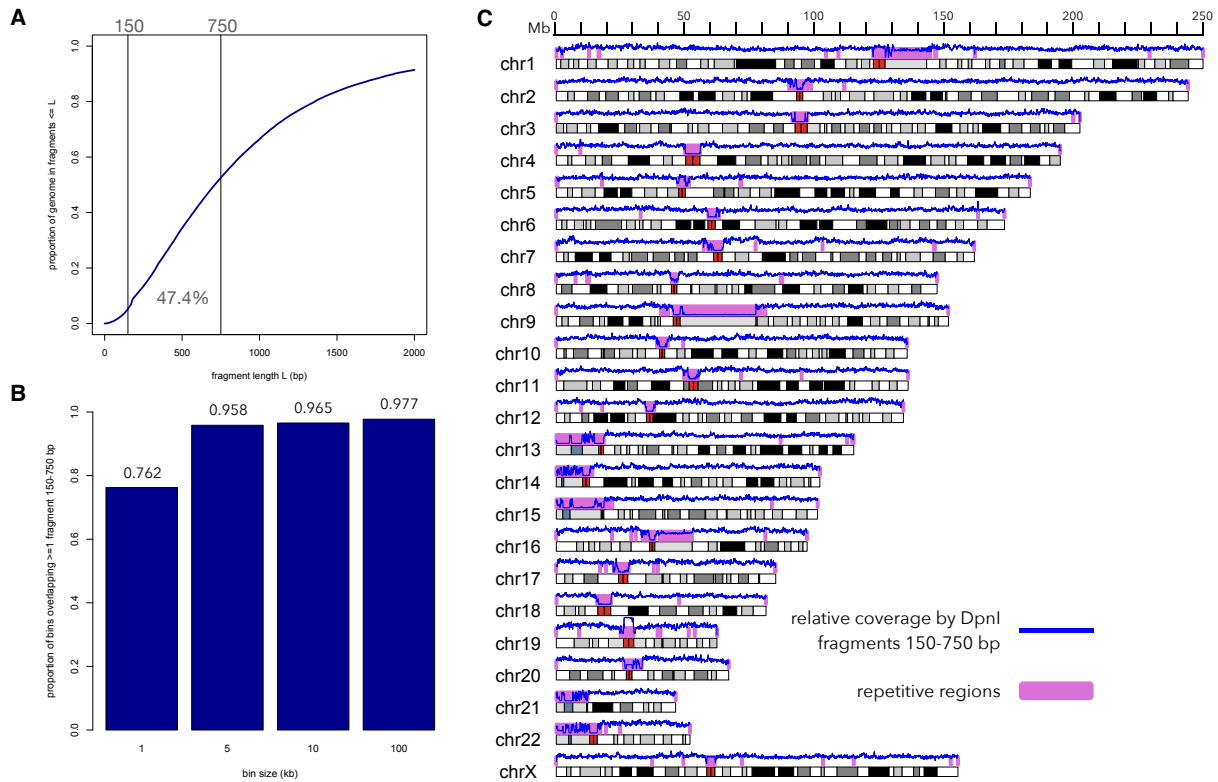 A
150 750
proportion of genome in fragments <= L
1.0
0.8
0.6
0.4
0.2
0.0
47.4%
0 500 1000 1500 2000
fragment length L (bp)
B
proportion of bins overlapping >=1 fragment 150-750 bp
1.0
0.8
0.6
0.4
0.2
0.0
0.762
0.958
0.965
0.977
1 5 10 100
bin size (kb)
C
Mb
0 50 100 150 200 250
chr1
chr2
chr3
chr4
chr5
chr6
chr7
chr8
chr9
chr10
chr11
chr12
chr13
chr14
chr15
chr16
chr17
chr18
chr19
chr20
chr21
chr22
chrX
relative coverage by DpnI
fragments 150-750 bp
repetitive regions